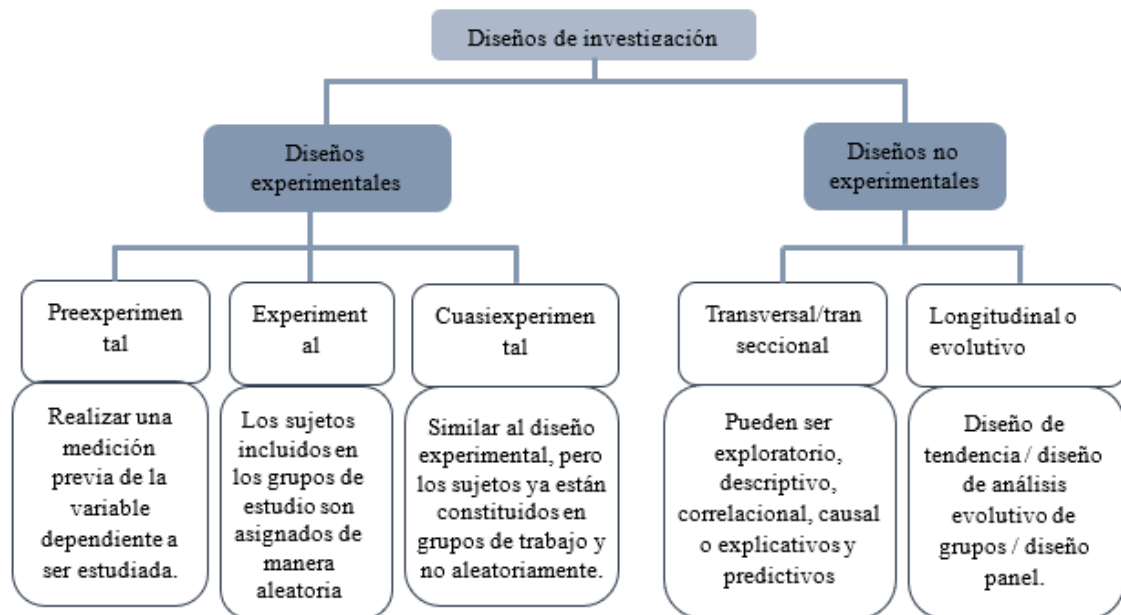 Diseños de investigación
Diseños
experimentales
Diseños no
experimentales
Preexperimen
tal
Experiment
al
Cuasiexperimen
tal
Transversal/tran
seccional
Longitudinal o
evolutivo
Realizar una
medición
previa de la
variable
dependiente a
ser estudiada.
Los sujetos
incluidos en
los grupos de
estudio son
asignados de
manera
aleatoria
Similar al diseño
experimental, pero
los sujetos ya están
constituidos en
grupos de trabajo y
no aleatoriamente.
Pueden ser
exploratorio,
descriptivo,
correlacional, causal
o explicativos y
predictivos
Diseño de
tendencia / diseño
de análisis
evolutivo de
grupos / diseño
panel.